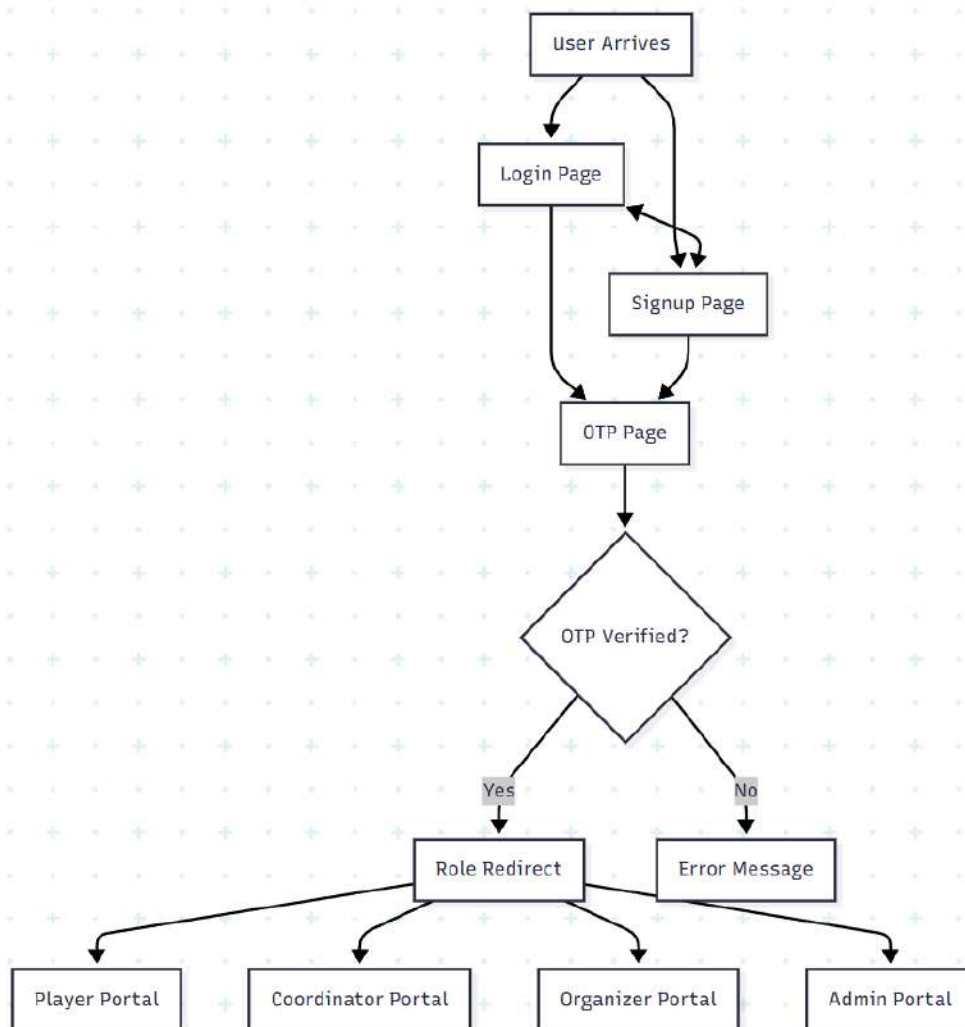 User Arrives
Login Page
Signup Page
OTP Page
OTP Verified?
Yes
No
Role Redirect
Error Message
Player Portal
Coordinator Portal
Organizer Portal
Admin Portal